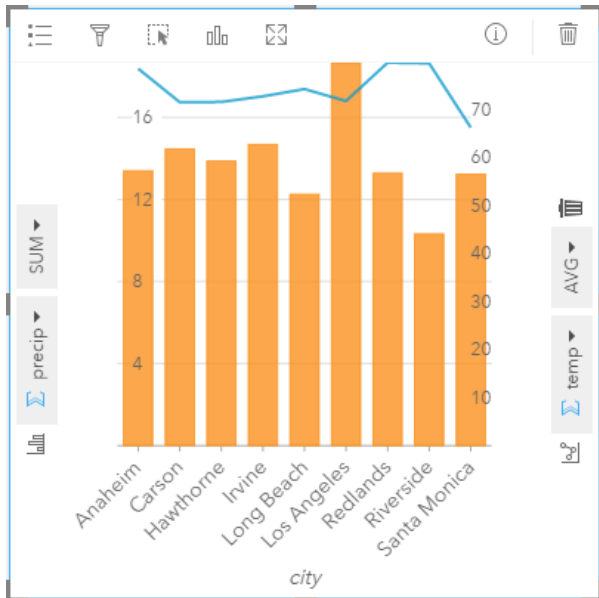 16
12
8
4
70
60
50
40
30
20
10
SUM
precip
AVG
temp
Anaheim
Carson
Hawthorne
Irvine
Long Beach
Los Angeles
Redlands
Riverside
Santa Monica
city